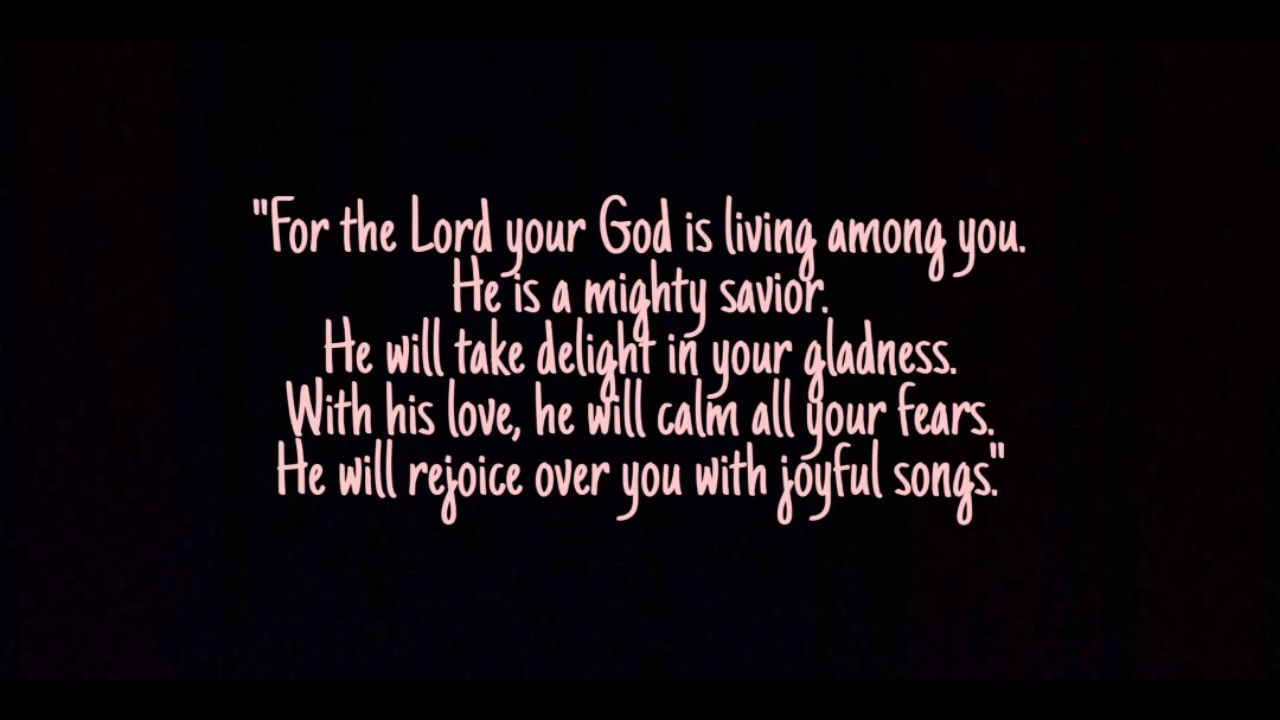 "For the Lord your God is living among you.
He is a mighty savior.
He will take delight in your gladness.
With his love, he will calm all your fears.
He will rejoice over you with joyful songs."